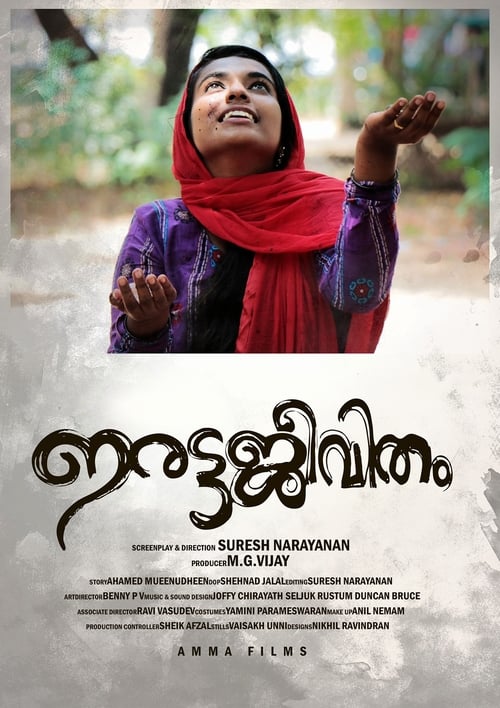 ഇരട്ടജീവിതം
SCREENPLAY & DIRECTION SURESH NARAYANAN
PRODUCER M.G.VIJAY
STORY AHAMED MUEENUDHEEN DOP SHEHNAD JALAL EDITING SURESH NARAYANAN
ARTDIRECTOR BENNY P V MUSIC & SOUND DESIGN JOFFY CHIRAYATH SELJUK RUSTUM DUNCAN BRUCE
ASSOCIATE DIRECTOR RAVI VASUDEV COSTUMES YAMINI PARAMESWARAN MAKE UP ANIL NEMAM
PRODUCTION CONTROLLER SHEIK AFZAL STILLS VAISAKH UNNI DESIGNS NIKHIL RAVINDRAN
AMMA FILMS